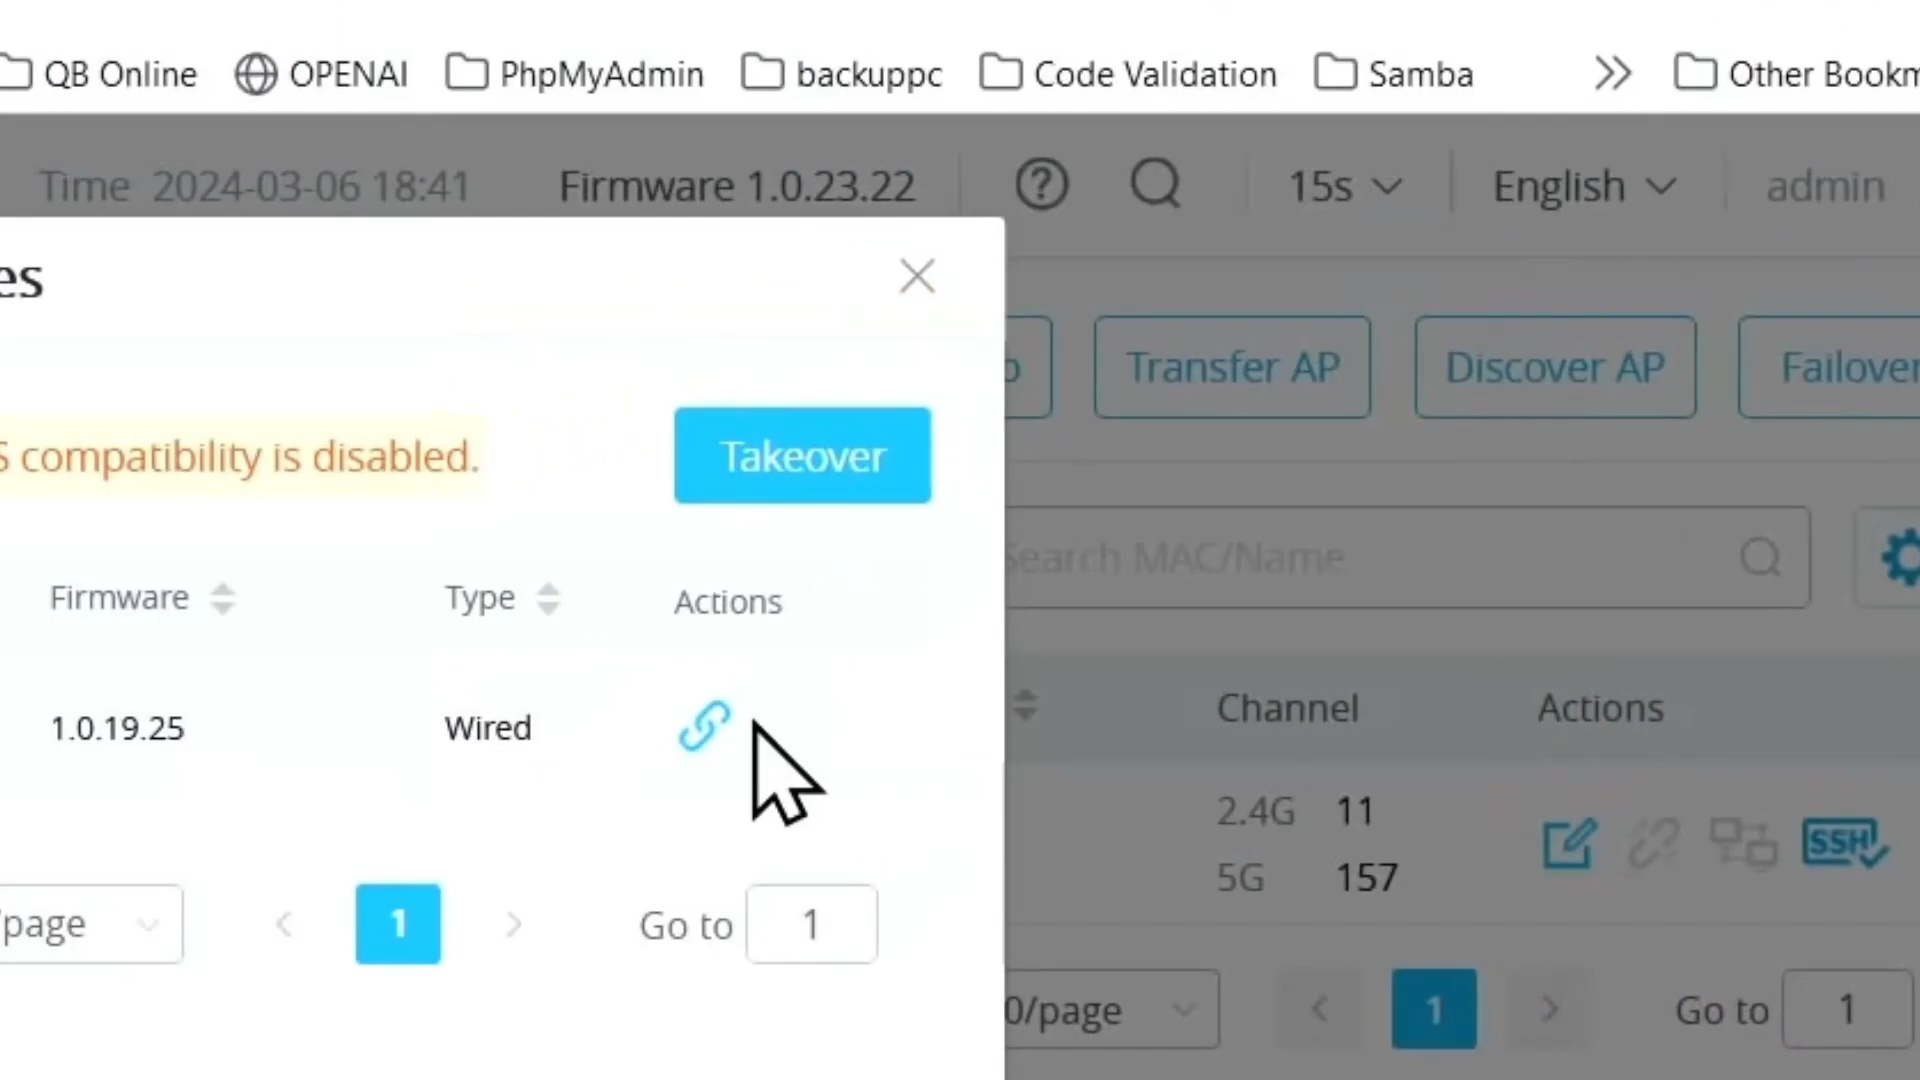 QB Online OPENAI PhpMyAdmin backuppc Code Validation Samba Other Bookm
Time 2024-03-06 18:41 Firmware 1.0.23.22 15s English admin
es
Transfer AP Discover AP Failover
S compatibility is disabled. Takeover
Search MAC/Name
Firmware Type Actions
Channel Actions
1.0.19.25 Wired
2.4G 11
SSH
5G 157
/page 1 Go to 1
0/page 1 Go to 1